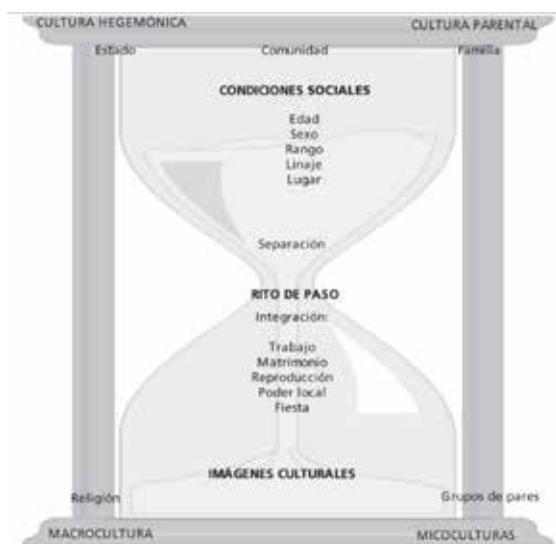 CULTURA HEGEMÓNICA CULTURA PARENTAL
Estado Comunidad Familia
CONDICIONES SOCIALES
Edad
Sexo
Rango
Linaje
Lugar
Separación
RITO DE PASO
Integración:
Trabajo
Matrimonio
Reproducción
Poder local
Fiesta
IMÁGENES CULTURALES
Religión Grupos de pares
MACROCULTURA MICOCULTURAS